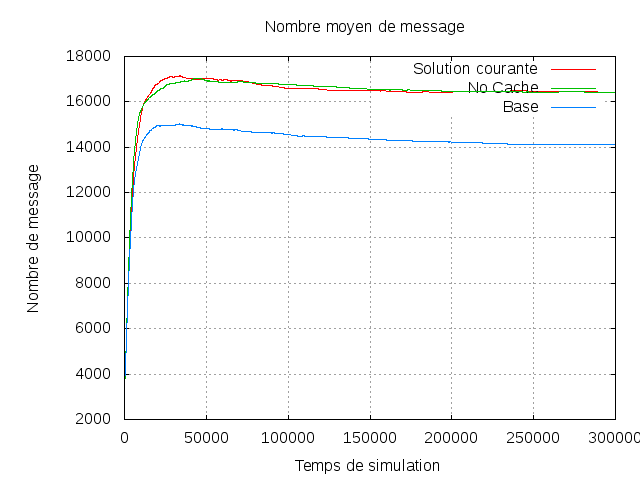 Nombre moyen de message
18000
16000
14000
12000
10000
8000
6000
4000
2000
Nombre de message
Solution courante
No Cache
Base
0 50000 100000 150000 200000 250000 300000
Temps de simulation